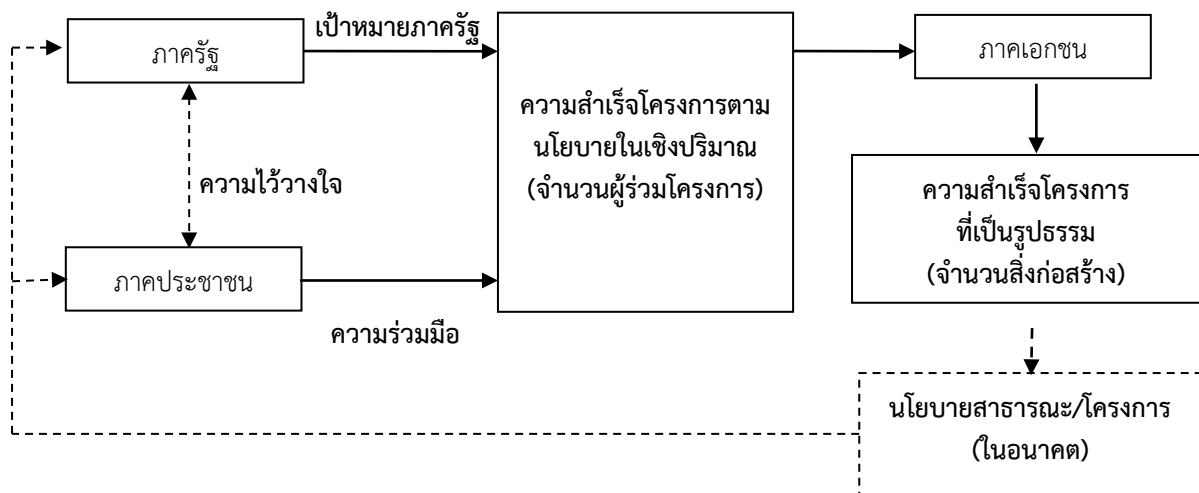 เป้าหมายภาครัฐ
ภาครัฐ
ภาคเอกชน
ความสำเร็จโครงการตาม
นโยบายในเชิงปริมาณ
(จำนวนผู้ร่วมโครงการ)
ความไว้วางใจ
ความสำเร็จโครงการ
ที่เป็นรูปธรรม
(จำนวนสิ่งก่อสร้าง)
ภาคประชาชน
ความร่วมมือ
นโยบายสาธารณะ/โครงการ
(ในอนาคต)